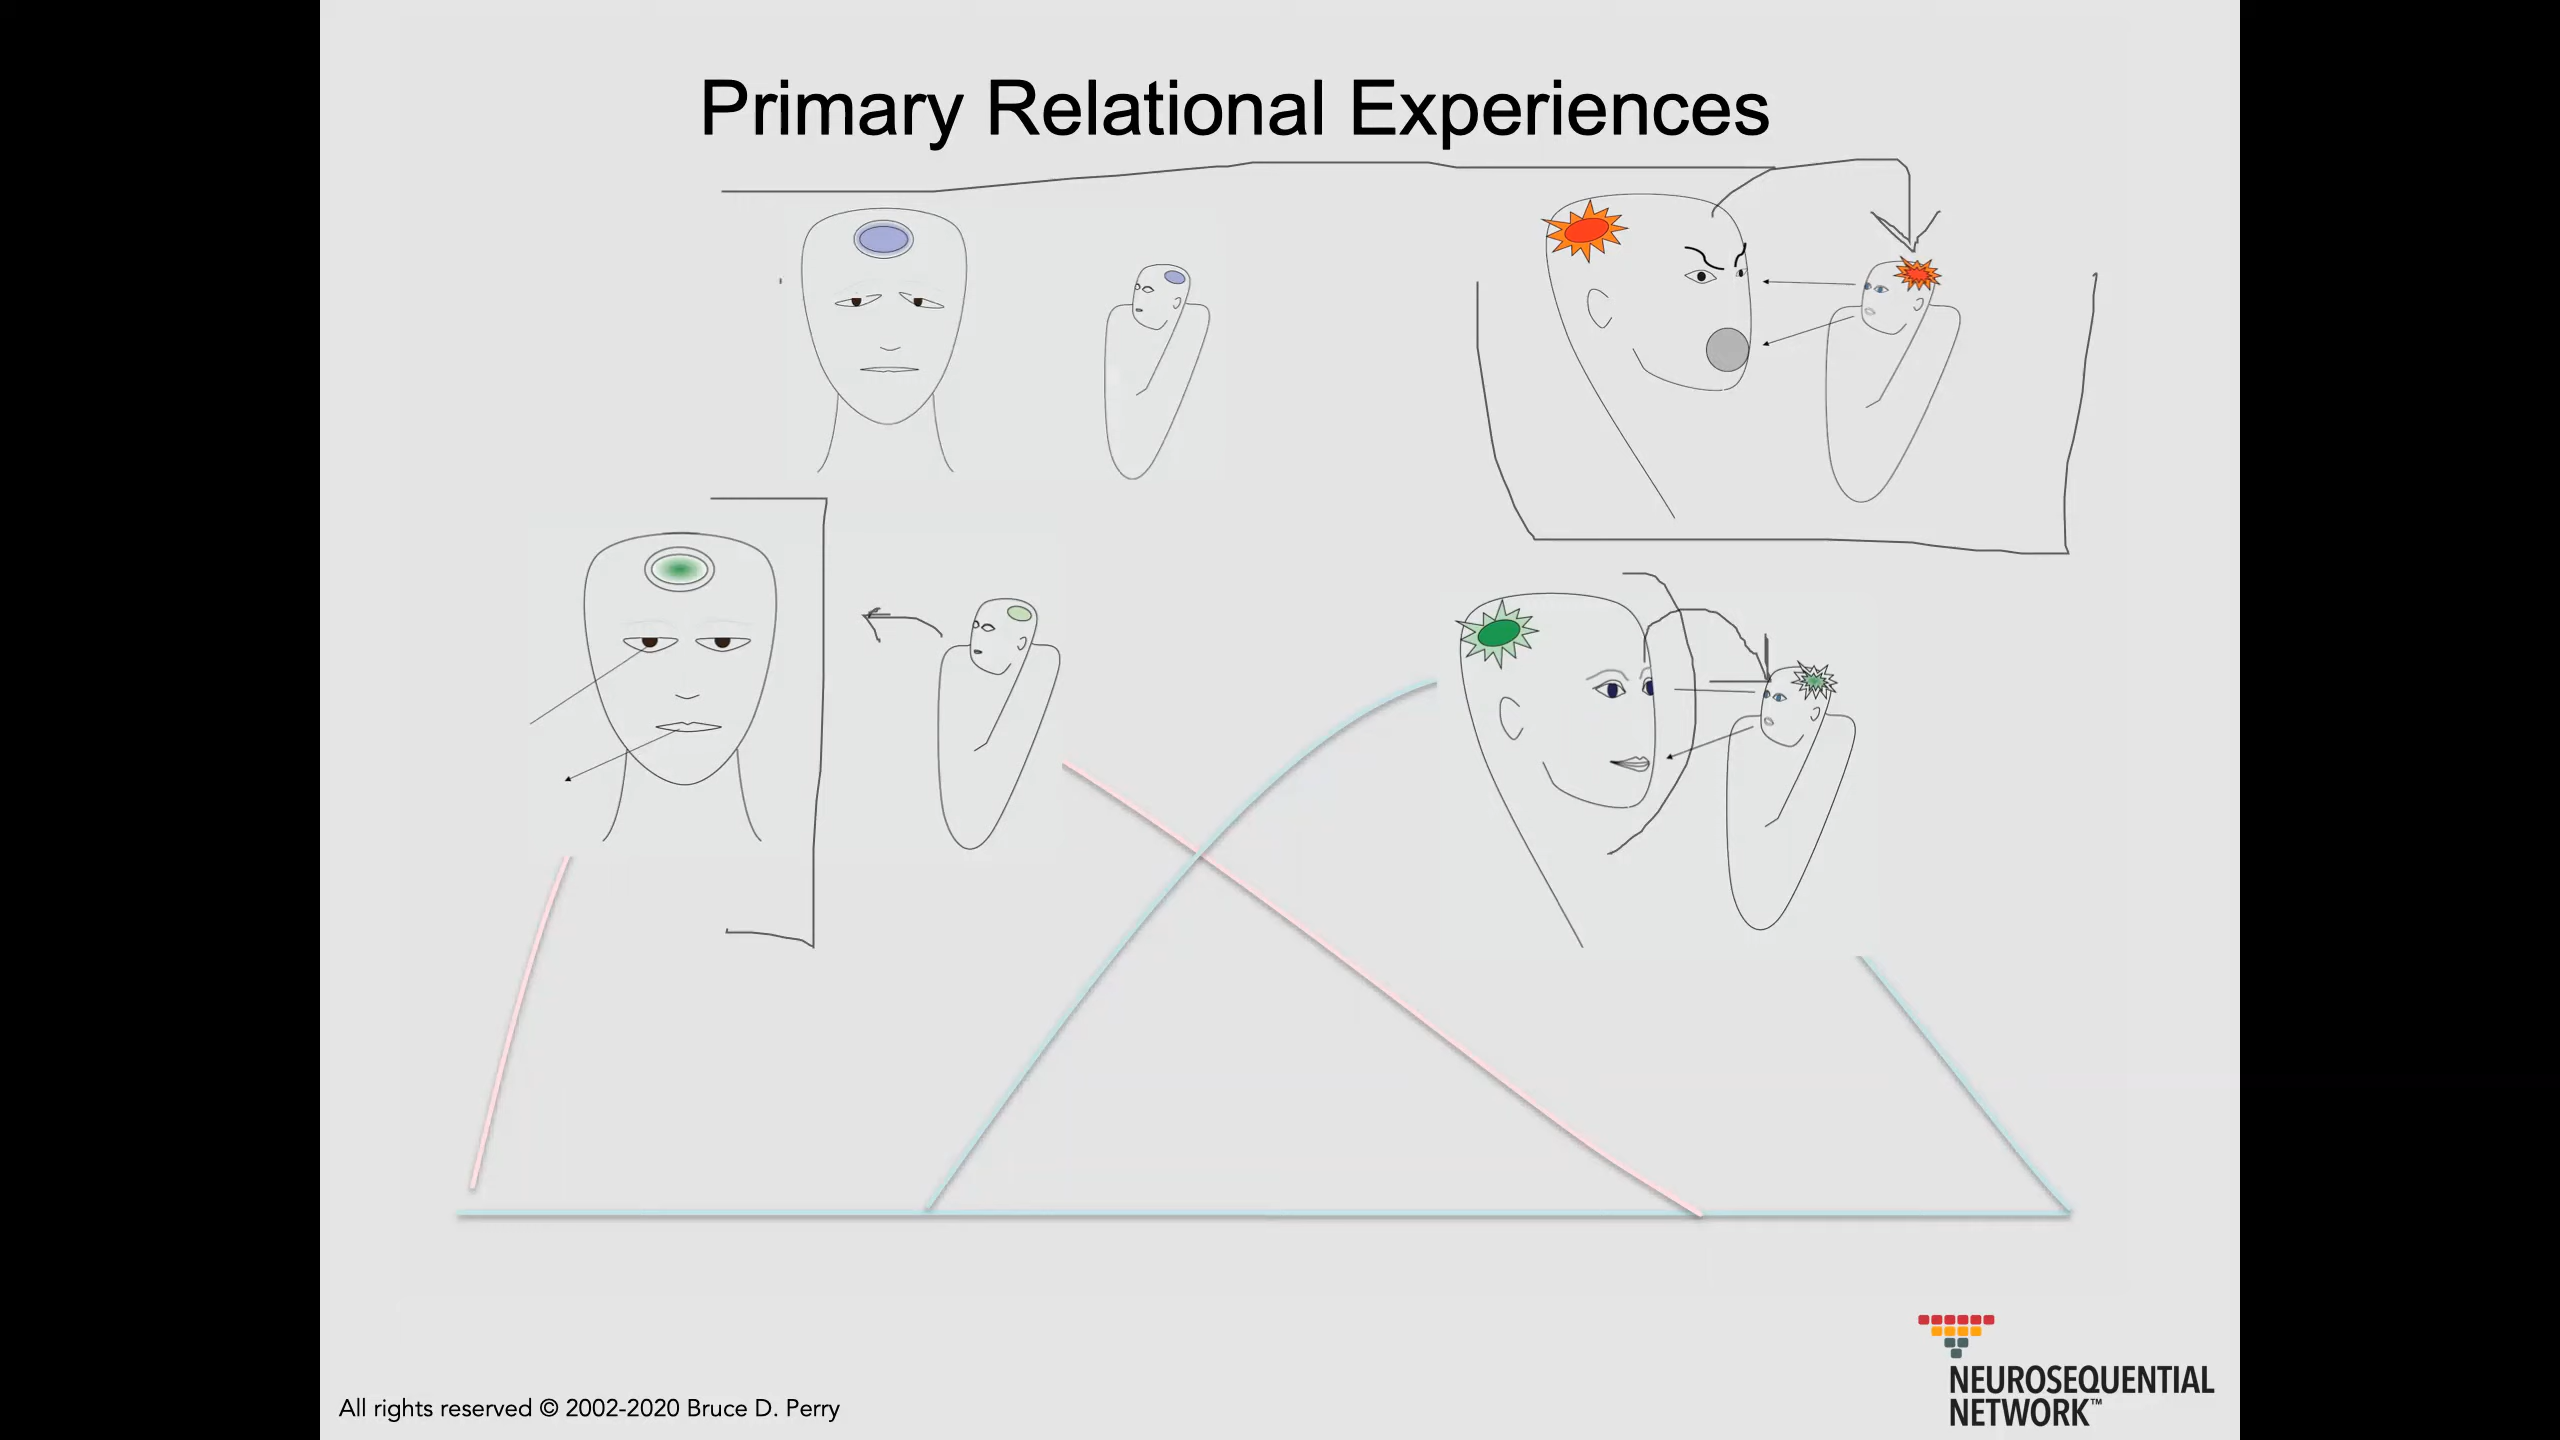 Primary Relational Experiences
NEUROSEQUENTIAL
NETWORK™
All rights reserved © 2002-2020 Bruce D. Perry